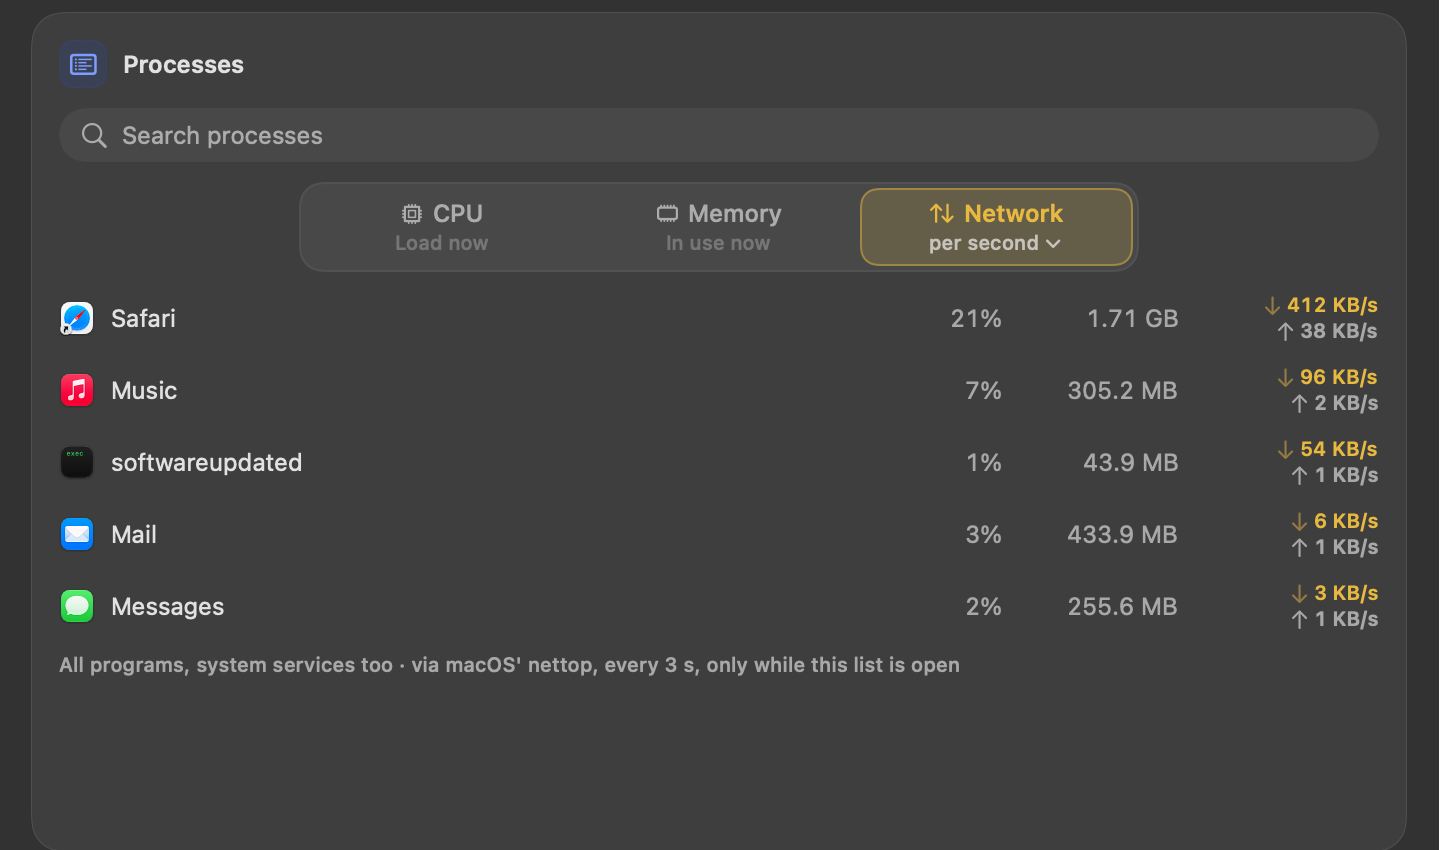 Processes
Search processes
CPU
Load now
Memory
In use now
Network
per second
Safari 21% 1.71 GB ↓ 412 KB/s
↑ 38 KB/s
Music 7% 305.2 MB ↓ 96 KB/s
↑ 2 KB/s
exec
softwareupdated 1% 43.9 MB ↓ 54 KB/s
↑ 1 KB/s
Mail 3% 433.9 MB ↓ 6 KB/s
↑ 1 KB/s
Messages 2% 255.6 MB ↓ 3 KB/s
↑ 1 KB/s
All programs, system services too · via macOS' nettop, every 3 s, only while this list is open